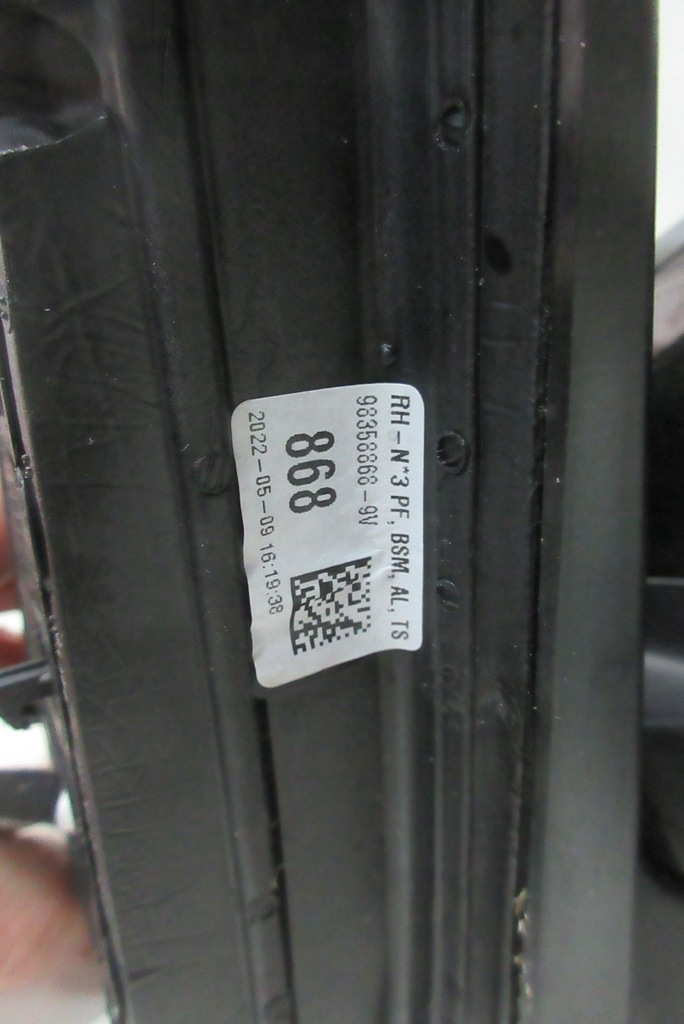 RH-N*3 PF, BSM, AL, TS
98358868-9V
868
2022-05-09 16:19:38